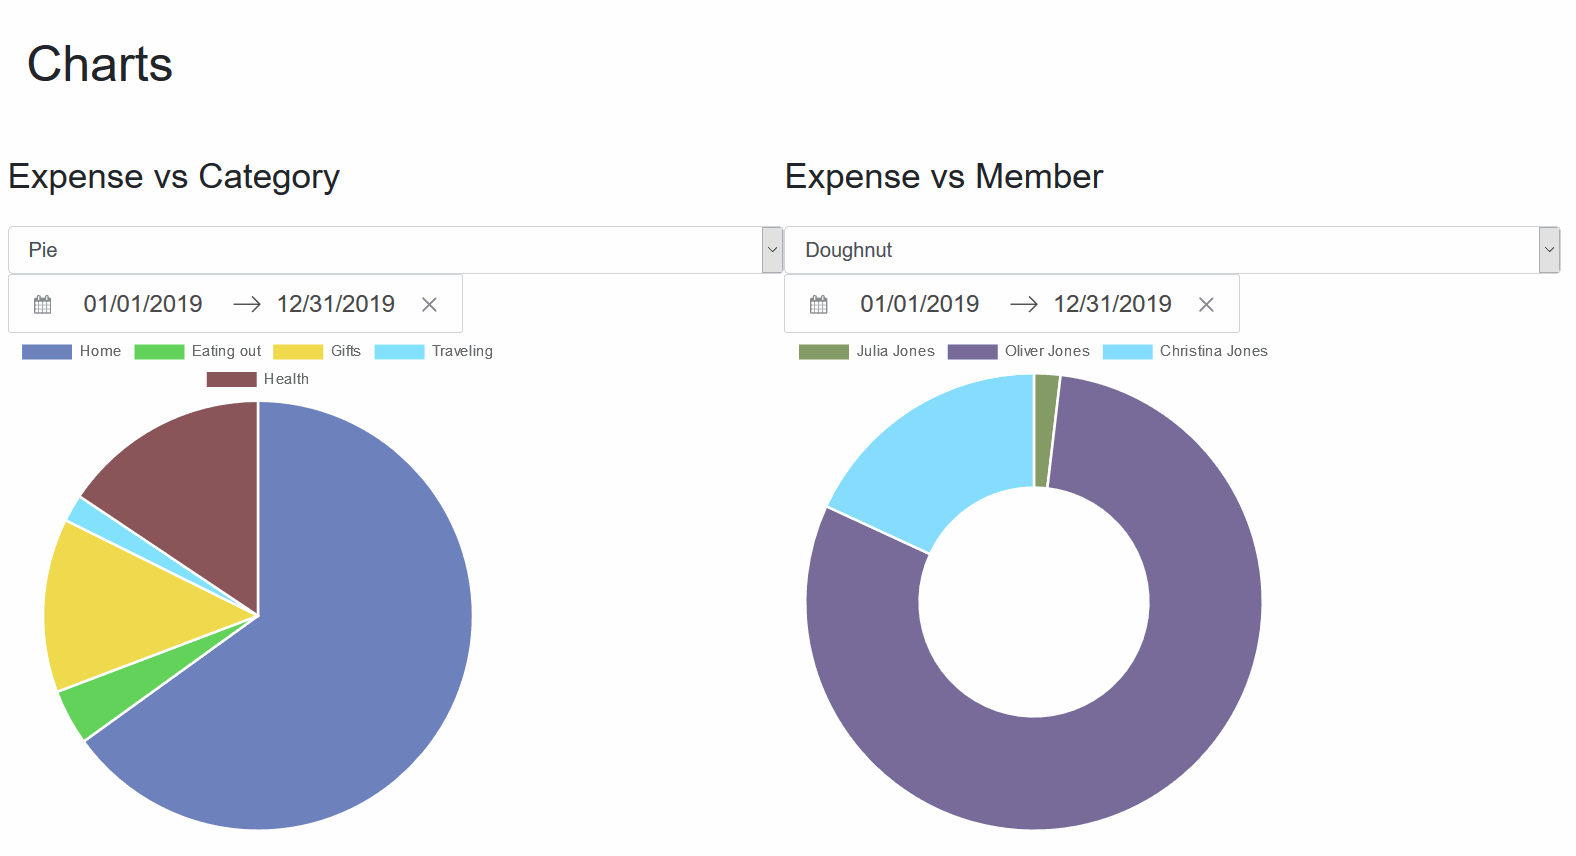 Charts
Expense vs Category
Pie
01/01/2019 → 12/31/2019 ×
Home Eating out Gifts Traveling
Health
Expense vs Member
Doughnut
01/01/2019 → 12/31/2019 ×
Julia Jones Oliver Jones Christina Jones